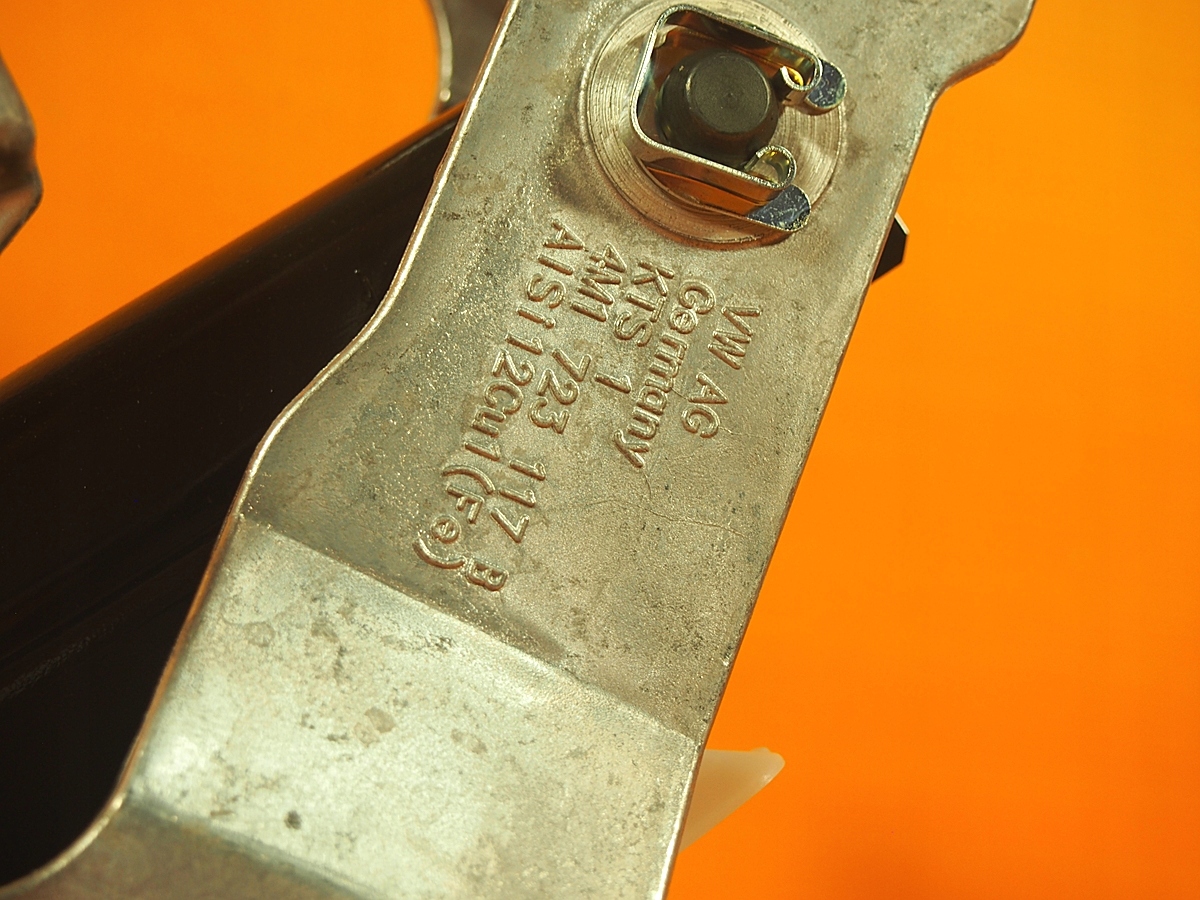 VW AG
Germany
KTS 1
4M1 723 117 B
AlSi12Cu1(Fe)